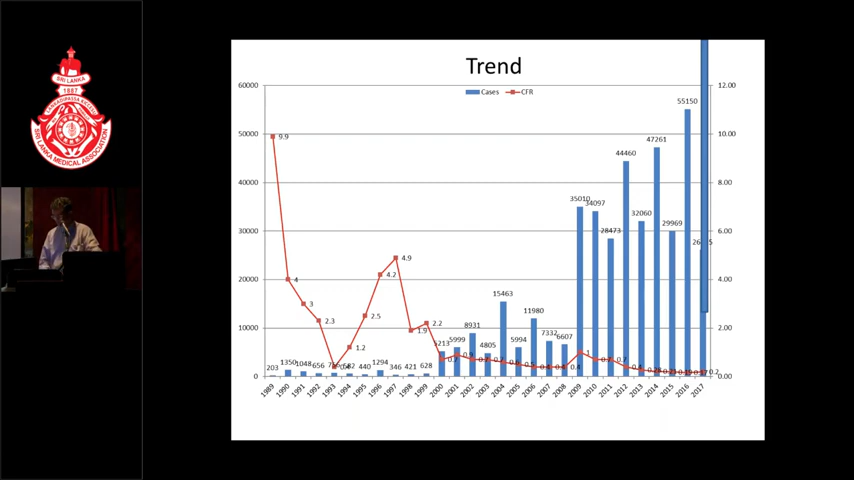 SRI LANKA
1887
SRI LANKA MEDICAL ASSOCIATION
Trend
Cases CFR
60000 12.00
50000 10.00
40000 8.00
30000 6.00
20000 4.00
10000 2.00
0 0.00
9.9 4 3 2.3 1.2 2.5 4.2 4.9 1.9 2.2
203 1350 1048 656 582 440 1294 346 421 628 5213 5999 8931 4805 15463 5994 11980 7332 6607 35010 34097 28473 44460 32060 47261 29969 55150
1989 1990 1991 1992 1993 1994 1995 1996 1997 1998 1999 2000 2001 2002 2003 2004 2005 2006 2007 2008 2009 2010 2011 2012 2013 2014 2015 2016 2017